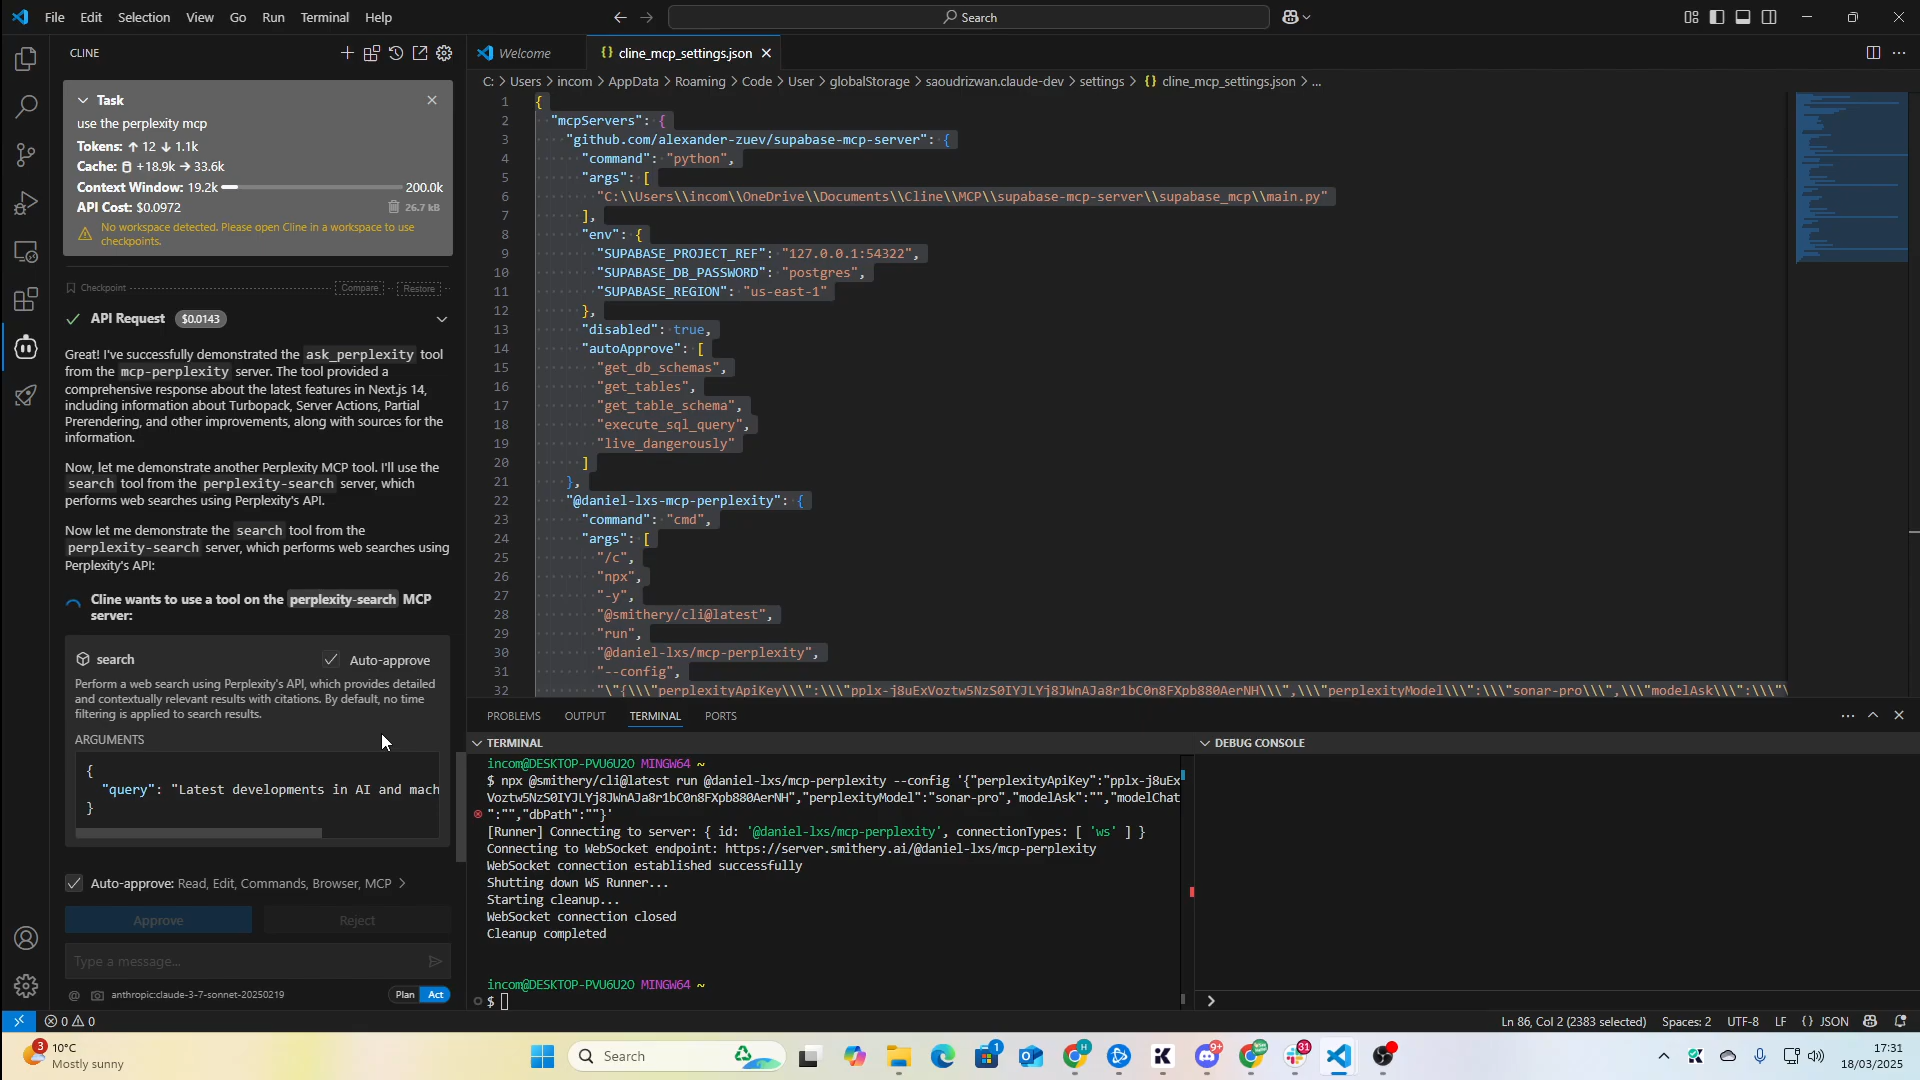 File Edit Selection View Go Run Terminal Help
Search
CLINE
Task
use the perplexity mcp
Tokens: ↑ 12 ↓ 1.1k
Cache: +18.9k → 33.6k
Context Window: 19.2k 200.0k
API Cost: $0.0972 26.7 kB
No workspace detected. Please open Cline in a workspace to use
checkpoints.
Checkpoint Compare Restore
API Request $0.0143
Great! I've successfully demonstrated the ask_perplexity tool
from the mcp-perplexity server. The tool provided a
comprehensive response about the latest features in Next.js 14,
including information about Turbopack, Server Actions, Partial
Prerendering, and other improvements, along with sources for the
information.
Now, let me demonstrate another Perplexity MCP tool. I'll use the
search tool from the perplexity-search server, which
performs web searches using Perplexity's API.
Now let me demonstrate the search tool from the
perplexity-search server, which performs web searches using
Perplexity's API:
Cline wants to use a tool on the perplexity-search MCP
server:
search Auto-approve
Perform a web search using Perplexity's API, which provides detailed
and contextually relevant results with citations. By default, no time
filtering is applied to search results.
ARGUMENTS
{
"query": "Latest developments in AI and mach
}
Auto-approve: Read, Edit, Commands, Browser, MCP >
Approve Reject
Type a message...
@ anthropic:claude-3-7-sonnet-20250219 Plan Act
Welcome {} cline_mcp_settings.json
C: > Users > incom > AppData > Roaming > Code > User > globalStorage > saoudrizwan.claude-dev > settings > {} cline_mcp_settings.json > ...
1 {
2 "mcpServers": {
3 "github.com/alexander-zuev/supabase-mcp-server": {
4 "command": "python",
5 "args": [
6 "C:\\Users\\incom\\OneDrive\\Documents\\Cline\\MCP\\supabase-mcp-server\\supabase_mcp\\main.py"
7 ],
8 "env": {
9 "SUPABASE_PROJECT_REF": "127.0.0.1:54322",
10 "SUPABASE_DB_PASSWORD": "postgres",
11 "SUPABASE_REGION": "us-east-1"
12 },
13 "disabled": true,
14 "autoApprove": [
15 "get_db_schemas",
16 "get_tables",
17 "get_table_schema",
18 "execute_sql_query",
19 "live_dangerously"
20 ]
21 },
22 "@daniel-lxs-mcp-perplexity": {
23 "command": "cmd",
24 "args": [
25 "/c",
26 "npx",
27 "-y",
28 "@smithery/cli@latest",
29 "run",
30 "@daniel-lxs/mcp-perplexity",
31 "--config",
32 "\"{\\\"perplexityApiKey\\\":\\\"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\\\",\\\"perplexityModel\\\":\\\"sonar-pro\\\",\\\"modelAsk\\\":\\\"\
PROBLEMS OUTPUT TERMINAL PORTS
TERMINAL
incom@DESKTOP-PVU6U2O MINGW64 ~
$ npx @smithery/cli@latest run @daniel-lxs/mcp-perplexity --config '{"perplexityApiKey":"pplx-j8uEx
Voztw5NzS0IYJLYj8JWnAJa8r1bC0n8FXpb880AerNH","perplexityModel":"sonar-pro","modelAsk":"","modelChat
":"","dbPath":""}'
[Runner] Connecting to server: { id: '@daniel-lxs/mcp-perplexity', connectionTypes: [ 'ws' ] }
Connecting to WebSocket endpoint: https://server.smithery.ai/@daniel-lxs/mcp-perplexity
WebSocket connection established successfully
Shutting down WS Runner...
Starting cleanup...
WebSocket connection closed
Cleanup completed
incom@DESKTOP-PVU6U2O MINGW64 ~
$
DEBUG CONSOLE
0 0
Ln 86, Col 2 (2383 selected) Spaces: 2 UTF-8 LF {} JSON
3
10°C
Mostly sunny
Search
1
H
K
9+
31
17:31
18/03/2025